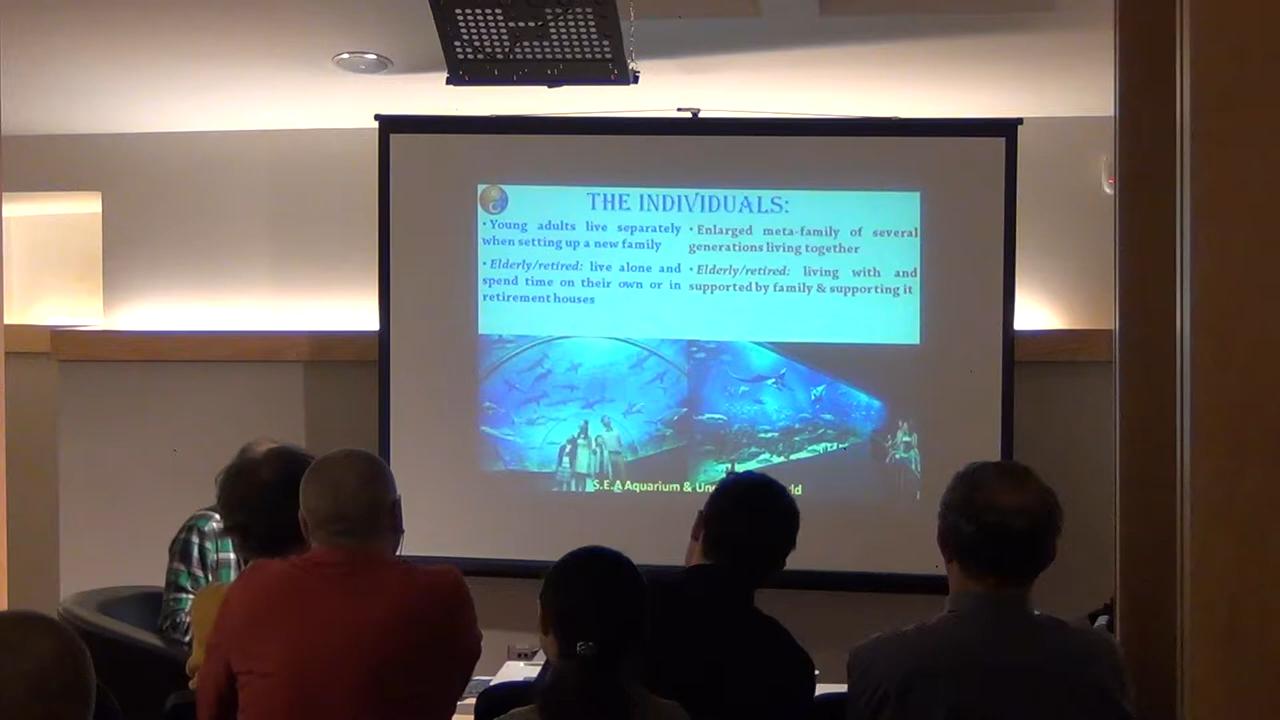 THE INDIVIDUALS:
• Young adults live separately
when setting up a new family
• Elderly/retired: live alone and
spend time on their own or in
retirement houses
• Enlarged meta-family of several
generations living together
• Elderly/retired: living with and
supported by family & supporting it
S.E.A Aquarium &